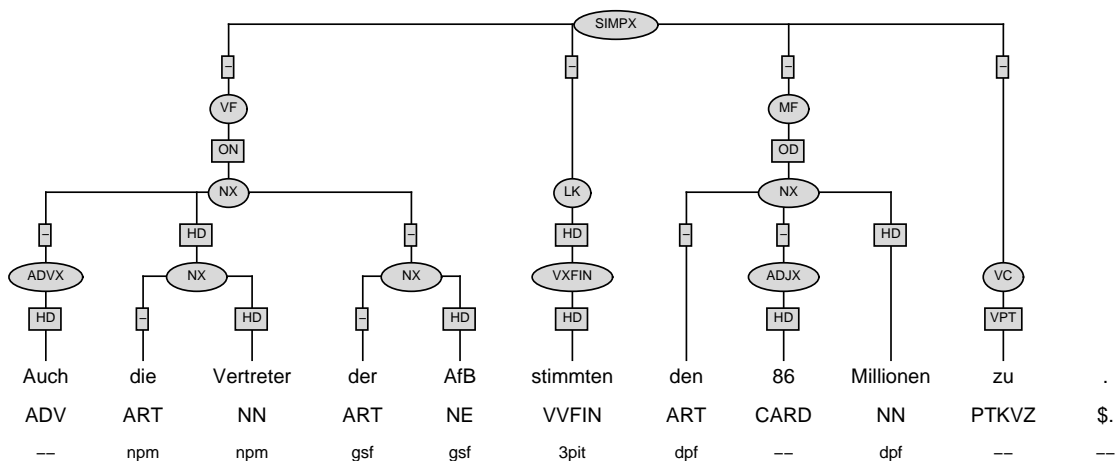 SIMPX
– – – –
VF MF
ON OD
NX LK NX
– HD – HD – – HD
ADVX NX NX VXFIN ADJX VC
HD – HD – HD HD HD VPT
Auch die Vertreter der AfB stimmten den 86 Millionen zu .
ADV ART NN ART NE VVFIN ART CARD NN PTKVZ $.
–– npm npm gsf gsf 3pit dpf –– dpf –– ––